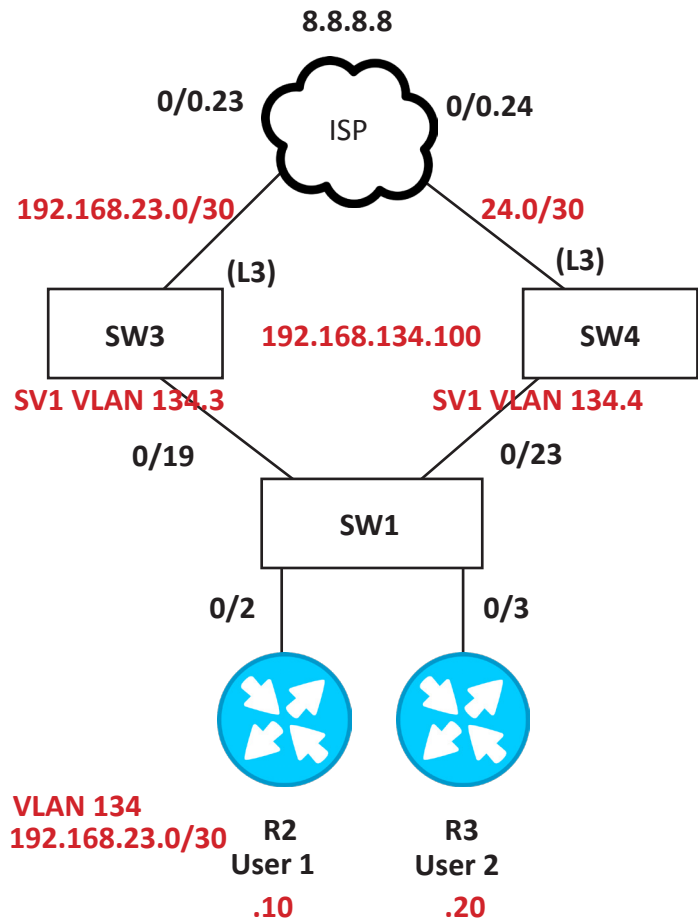 8.8.8.8
0/0.23
0/0.24
ISP
192.168.23.0/30
24.0/30
(L3)
(L3)
SW3
192.168.134.100
SW4
SV1 VLAN 134.3
SV1 VLAN 134.4
0/19
0/23
SW1
0/2
0/3
VLAN 134
192.168.23.0/30
R2
User 1
R3
User 2
.10
.20